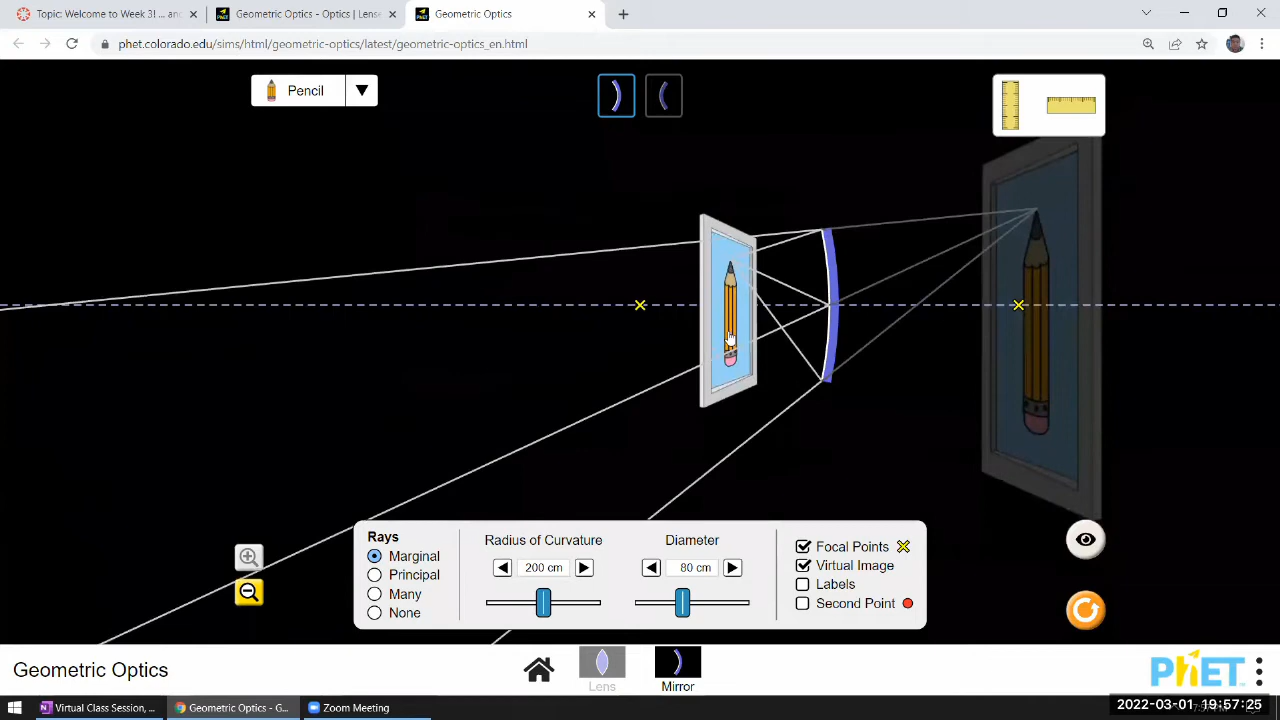 Topic: Welcome to Week 3! ... and
Geometric Optics - Optics | Lense
Geometric Optics
phet.colorado.edu/sims/html/geometric-optics/latest/geometric-optics_en.html
Pencil
Rays
Marginal
Principal
Many
None
Radius of Curvature
200 cm
Diameter
80 cm
Focal Points
Virtual Image
Labels
Second Point
Geometric Optics
Lens
Mirror
PhET
Virtual Class Session, ...
Geometric Optics - G...
Zoom Meeting
2022-03-01 19:57:25